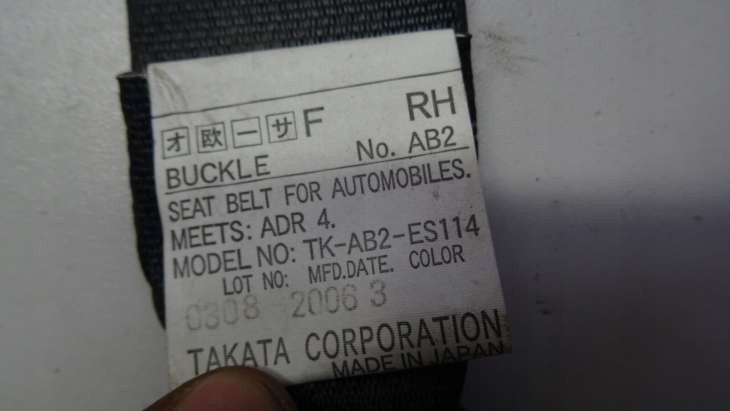 オ 欧 一 サ F RH
BUCKLE No. AB2
SEAT BELT FOR AUTOMOBILES.
MEETS: ADR 4.
MODEL NO: TK-AB2-ES114
LOT NO: MFD.DATE. COLOR
0308 2006 3
TAKATA CORPORATION
MADE IN JAPAN